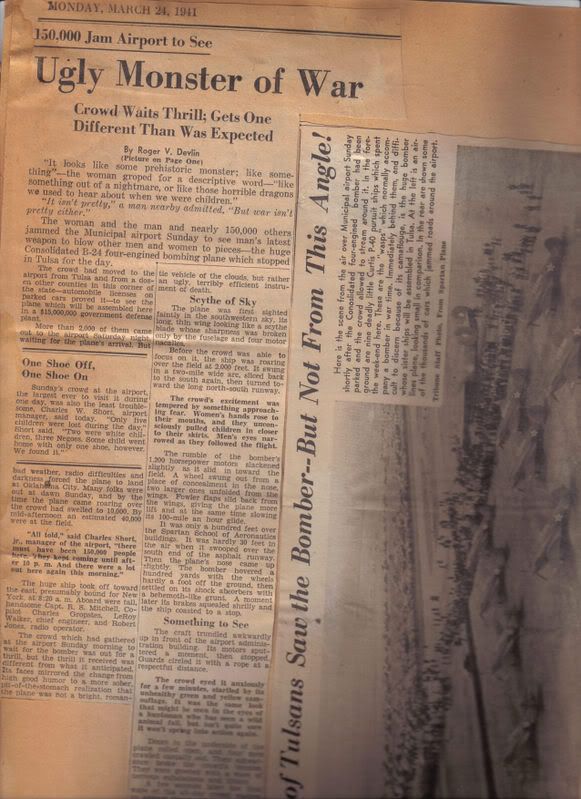 MONDAY, MARCH 24, 1941
150,000 Jam Airport to See
Ugly Monster of War
Crowd Waits Thrill; Gets One
Different Than Was Expected
By Roger V. Devlin
(Picture on Page One)
"It looks like some prehistoric monster; like some-
thing"—the woman groped for a descriptive word—"like
something out of a nightmare, or like those horrible dragons
we used to hear about when we were children."
"It isn't pretty," a man nearby admitted. "But war isn't
pretty either."
The woman and the man and nearly 150,000 others
jammed the Municipal airport Sunday to see man's latest
weapon to blow other men and women to pieces—the huge
Consolidated B-24 four-engined bombing plane which stopped
in Tulsa for the day.
The crowd had moved to the
airport from Tulsa and from a doz-
en other counties in this corner of
the state—automobile licenses on
parked cars proved it—to see the
plane which will be assembled here
in a $15,000,000 government defense
plant.
More than 2,000 of them came
out to the airport Saturday night
waiting for the plane's arrival. But
One Shoe Off,
One Shoe On
Sunday's crowd at the airport,
the largest ever to visit it during
one day, was also the least trouble-
some, Charles W. Short, airport
manager, said today. "Only five
children were lost during the day,"
Short said. "Two were white chil-
dren, three Negoes. Some child went
home with only one shoe, however.
We found it."
bad weather, radio difficulties and
darkness forced the plane to land
at Oklahoma City. Many folks were
out at dawn Sunday, and by the
time the plane came roaring over
the crowd had swelled to 10,000. By
mid-afternoon an estimated 40,000
were at the field.
"All told," said Charles Short,
jr., manager of the airport, "there
must have been 150,000 people
here. They kept coming until aft-
er 10 p. m. And there were a lot
out here again this morning."
The huge ship took off toward
the east, presumably bound for New
York, at 8:20 a. m. Aboard were tall,
handsome Capt. R. S. Mitchell, Co-
pilot Charles Gropstes, LeRoy
Walker, chief engineer, and Robert
Jones, radio operator.
The crowd which had gathered
at the airport Sunday morning to
wait for the bomber was out for a
thrill, but the thrill it received was
different from what it anticipated.
Its faces mirrored the change from
high good humor to a more sober,
pit-of-the-stomach realization that
the plane was not a bright, roman-
tic vehicle of the clouds, but rather
an ugly, terribly efficient instru-
ment of death.
Scythe of Sky
The plane was first sighted
faintly in the southwestern sky, its
long, thin wing looking like a scythe
blade whose sharpness was broken
only by the fuselage and four motor
nacelles.
Before the crowd was able to
focus on it, the ship was roaring
over the field at 2,000 feet. It swung
in a two-mile wide arc, sliced back
to the south again, then turned to-
ward the long north-south runway.
The crowd's excitement was
tempered by something approach-
ing fear. Women's hands rose to
their mouths, and they uncon-
sciously pulled children in closer
to their skirts. Men's eyes nar-
rowed as they followed the flight.
The rumble of the bomber's
1,200 horsepower motors slackened
slightly as it slid in toward the
field. A wheel swung out from a
place of concealment in the nose,
two larger ones unfolded from the
wings. Fowler flaps slid back from
the wings, giving the plane more
lift and at the same time slowing
its 100-mile an hour glide.
It was only a hundred feet over
the Spartan School of Aeronautics
buildings. It was hardly 30 feet in
the air when it swooped over the
south end of the asphalt runway.
Then the plane's nose came up
slightly. The bomber hovered a
hundred yards with the wheels
hardly a foot off the ground, then
settled on its shock absorbers with
a behemoth-like grunt. A moment
later its brakes squealed shrilly and
the ship coasted to a stop.
Something to See
The craft trundled awkwardly
up in front of the airport adminis-
tration building. Its motors sput-
tered a moment, then stopped.
Guards circled it with a rope at a
respectful distance.
The crowd eyed it anxiously
for a few minutes, startled by its
unhealthy green and yellow cam-
ouflage. It was the same look
that might be seen in the eyes of
a huntsman who has seen a wild
animal fall, but isn't quite sure
it won't spring into action again.
of Tulsans Saw the Bomber--But Not From This Angle!
Here is the scene from the air over Municipal airport Sunday
shortly after the Consolidated four-engined bomber had been
parked and the crowd allowed to stream around it. In the fore-
ground are nine deadly little Curtis P-40 pursuit ships which spent
the week-end here. These are the "wasps" which normally accom-
pany a bomber in war time. Immediately behind them, and diffi-
cult to discern because of its camouflauge, is the huge bomber
whose sister ships will be assembled in Tulsa. At the left is an air-
lines plane, looking small in comparison. In the rear are shown some
of the thousands of cars which jammed roads around the airport.
Tribune Staff Photo, From Spartan Plane